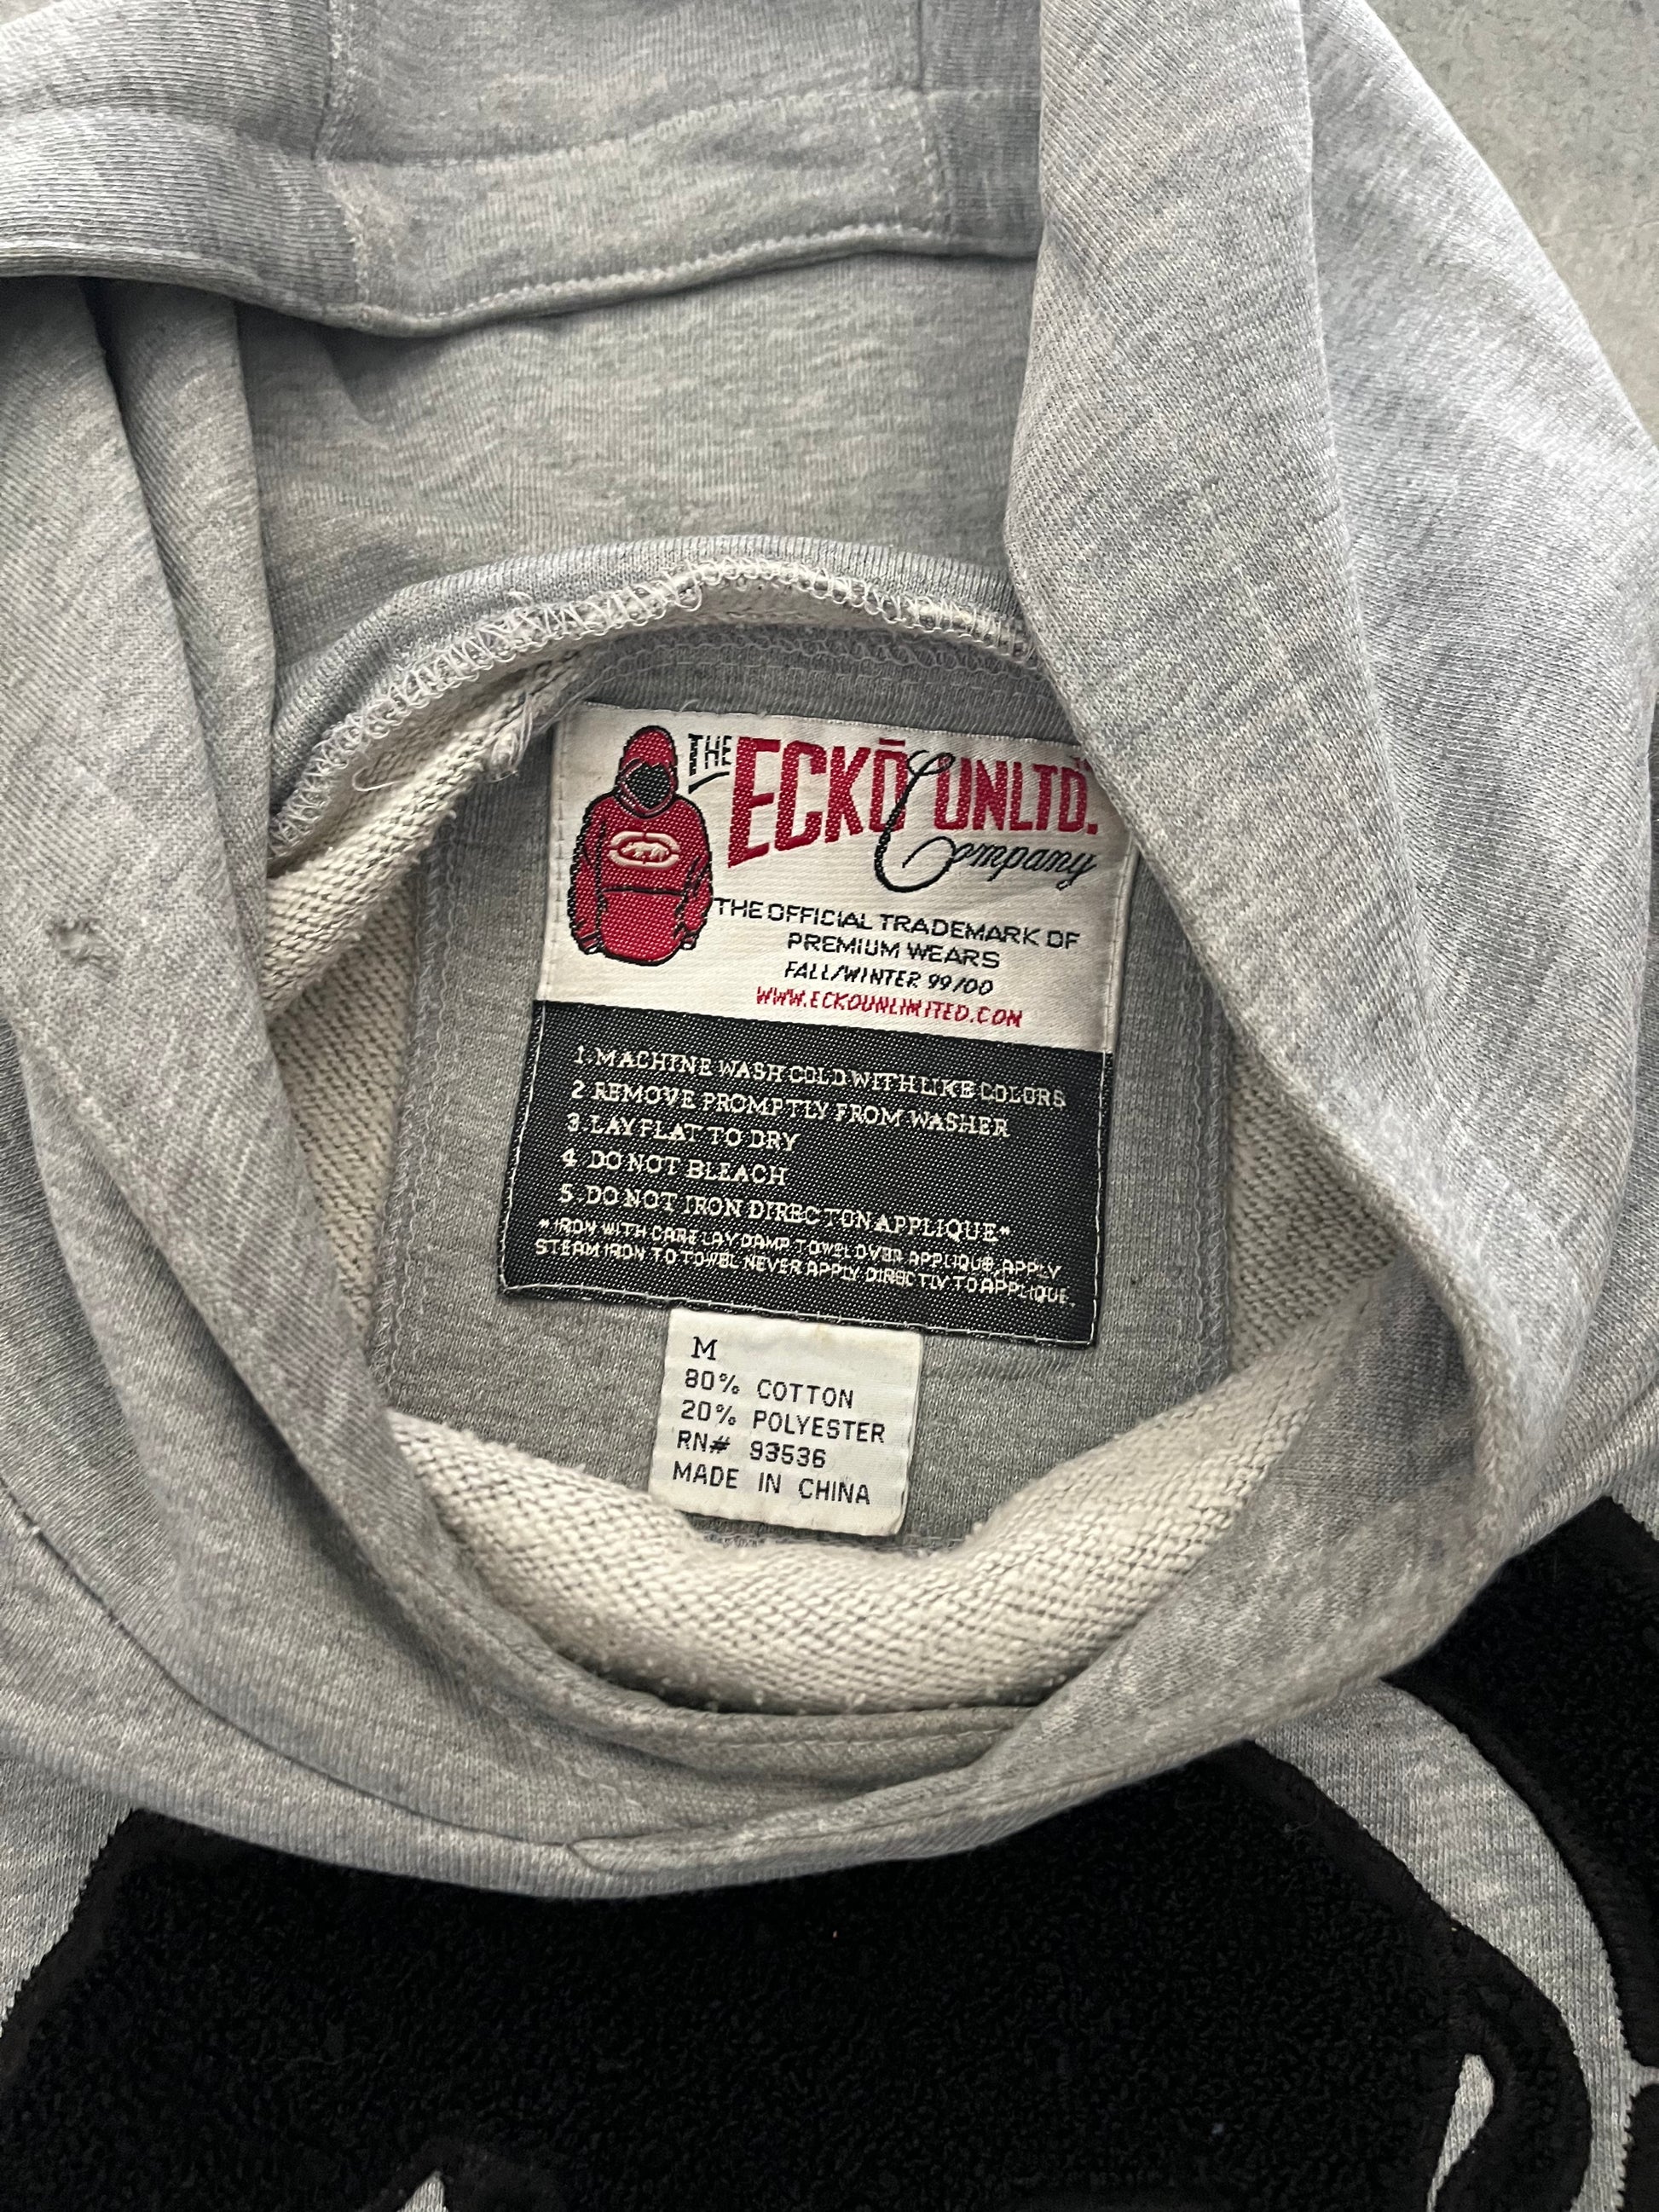 THE ECKŌ UNLTD.
Company
THE OFFICIAL TRADEMARK OF
PREMIUM WEARS
FALL/WINTER 99/00
WWW.ECKOUNLIMITED.COM
1. MACHINE WASH COLD WITH LIKE COLORS
2 REMOVE PROMPTLY FROM WASHER
3 LAY FLAT TO DRY
4 DO NOT BLEACH
5. DO NOT IRON DIRECTON APPLIQUE*
*IRON WITH CARE LAY DAMP TOWEL OVER APPLIQUE, APPLY
STEAM IRON TO TOWEL NEVER APPLY DIRECTLY TO APPLIQUE.
M
80% COTTON
20% POLYESTER
RN# 93536
MADE IN CHINA